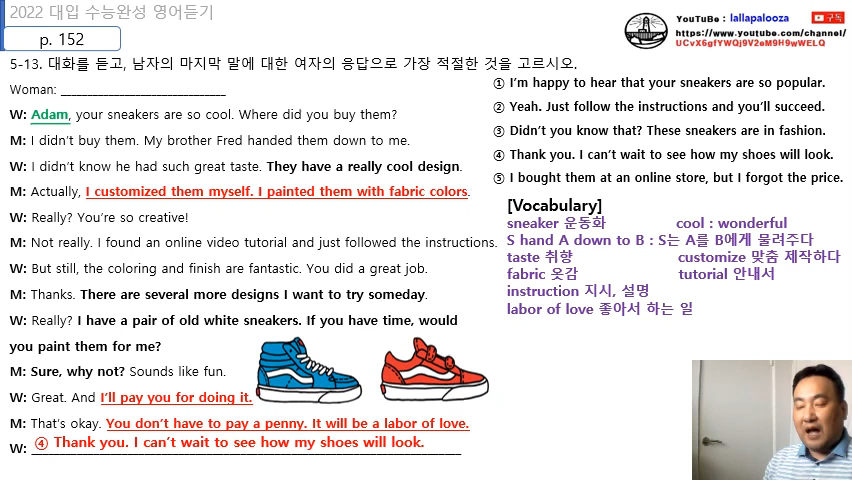 2022 대입 수능완성 영어듣기
p. 152
YouTuBe : lallapalooza
구독
https://www.youtube.com/channel/
UCvX6gfYWQj9V2eM9H9wWELQ
5-13. 대화를 듣고, 남자의 마지막 말에 대한 여자의 응답으로 가장 적절한 것을 고르시오.
Woman: ______________________________
W: Adam, your sneakers are so cool. Where did you buy them?
M: I didn't buy them. My brother Fred handed them down to me.
W: I didn't know he had such great taste. They have a really cool design.
M: Actually, I customized them myself. I painted them with fabric colors.
W: Really? You're so creative!
M: Not really. I found an online video tutorial and just followed the instructions.
W: But still, the coloring and finish are fantastic. You did a great job.
M: Thanks. There are several more designs I want to try someday.
W: Really? I have a pair of old white sneakers. If you have time, would
you paint them for me?
M: Sure, why not? Sounds like fun.
W: Great. And I'll pay you for doing it.
M: That's okay. You don't have to pay a penny. It will be a labor of love.
W: ④ Thank you. I can't wait to see how my shoes will look.
① I'm happy to hear that your sneakers are so popular.
② Yeah. Just follow the instructions and you'll succeed.
③ Didn't you know that? These sneakers are in fashion.
④ Thank you. I can't wait to see how my shoes will look.
⑤ I bought them at an online store, but I forgot the price.
[Vocabulary]
sneaker 운동화 cool : wonderful
S hand A down to B : S는 A를 B에게 물려주다
taste 취향 customize 맞춤 제작하다
fabric 옷감 tutorial 안내서
instruction 지시, 설명
labor of love 좋아서 하는 일